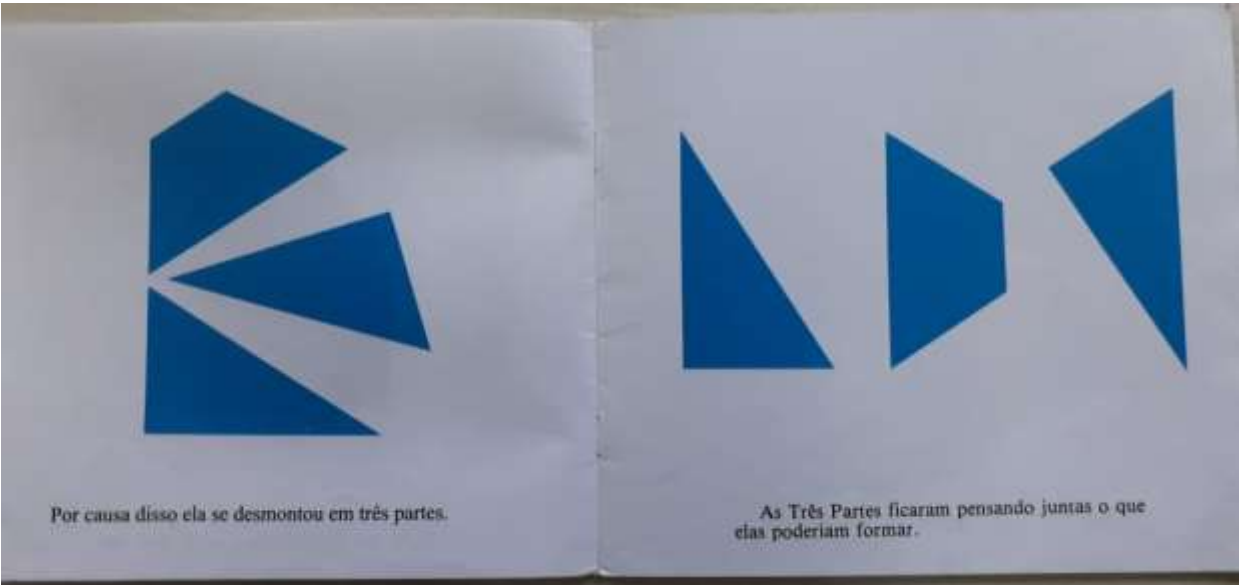 Por causa disso ela se desmontou em três partes.
As Três Partes ficaram pensando juntas o que
elas poderiam formar.